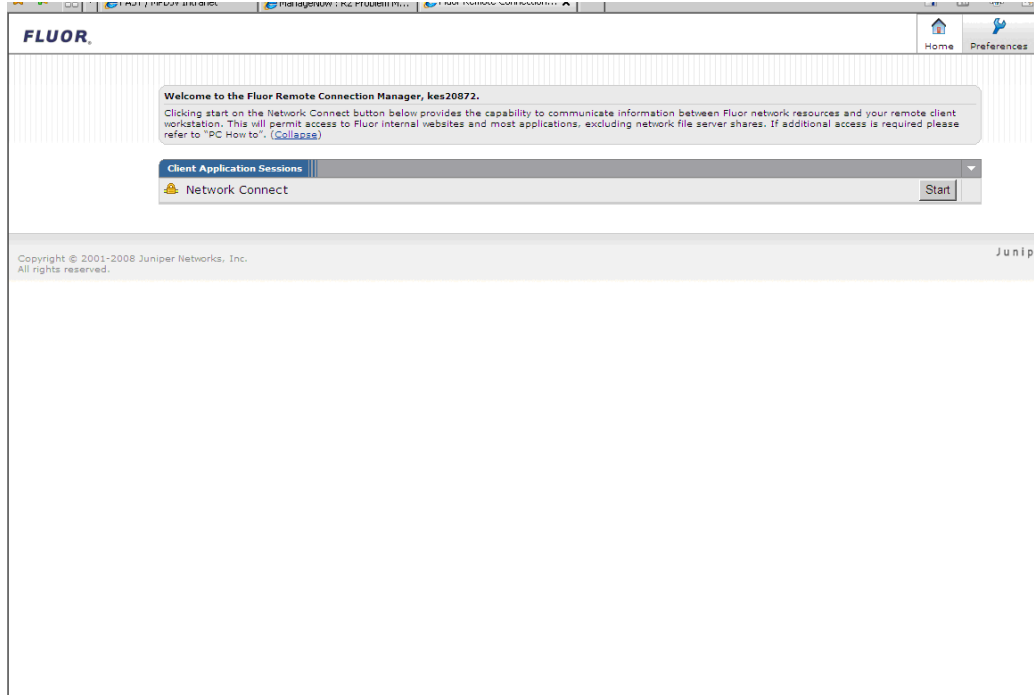 ManageNow : R2 Problem M...
Fluor Remote Connection...
FLUOR
Home
Preferences
Welcome to the Fluor Remote Connection Manager, kes20872.
Clicking start on the Network Connect button below provides the capability to communicate information between Fluor network resources and your remote client
workstation. This will permit access to Fluor internal websites and most applications, excluding network file server shares. If additional access is required please
refer to "PC How to". (Collapse)
Client Application Sessions
Network Connect
Start
Copyright © 2001-2008 Juniper Networks, Inc.
All rights reserved.
Junip